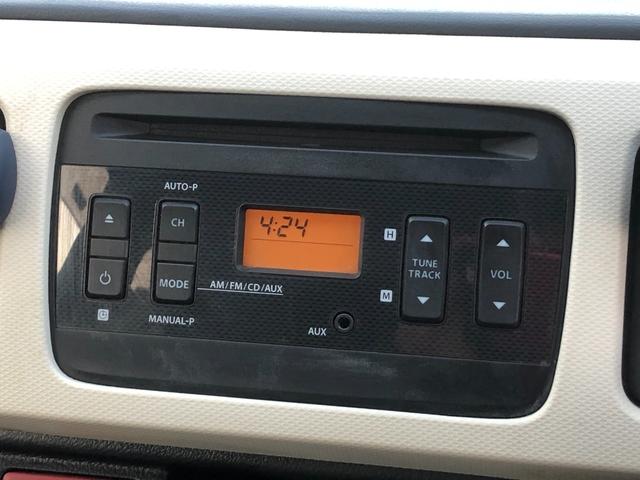 AUTO-P
CH
4:24
H
TUNE
TRACK
VOL
MODE
AM/FM/CD/AUX
M
MANUAL-P
AUX